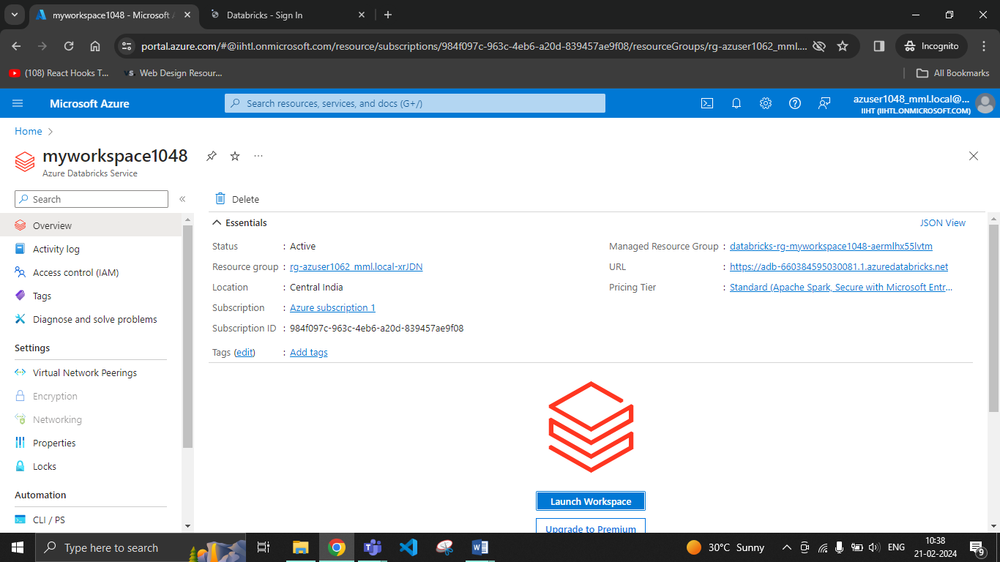 myworkspace1048 - Microsoft A
Databricks - Sign In
portal.azure.com/#@iihtl.onmicrosoft.com/resource/subscriptions/984f097c-963c-4eb6-a20d-839457ae9f08/resourceGroups/rg-azuser1062_mml....
Incognito
(108) React Hooks T...
vs. Web Design Resour...
All Bookmarks
Microsoft Azure
Search resources, services, and docs (G+/)
azuser1048_mml.local@...
IIHT (IIHTL.ONMICROSOFT.COM)
Home
myworkspace1048
Azure Databricks Service
Search
Delete
Overview
Activity log
Access control (IAM)
Tags
Diagnose and solve problems
Settings
Virtual Network Peerings
Encryption
Networking
Properties
Locks
Automation
CLI / PS
Essentials
JSON View
Status : Active
Resource group : rg-azuser1062_mml.local-xrJDN
Location : Central India
Subscription : Azure subscription 1
Subscription ID : 984f097c-963c-4eb6-a20d-839457ae9f08
Tags (edit) : Add tags
Managed Resource Group : databricks-rg-myworkspace1048-aermlhx55lvtm
URL : https://adb-660384595030081.1.azuredatabricks.net
Pricing Tier : Standard (Apache Spark, Secure with Microsoft Entr...
Launch Workspace
Upgrade to Premium
Type here to search
30°C Sunny
ENG
10:38
21-02-2024
9